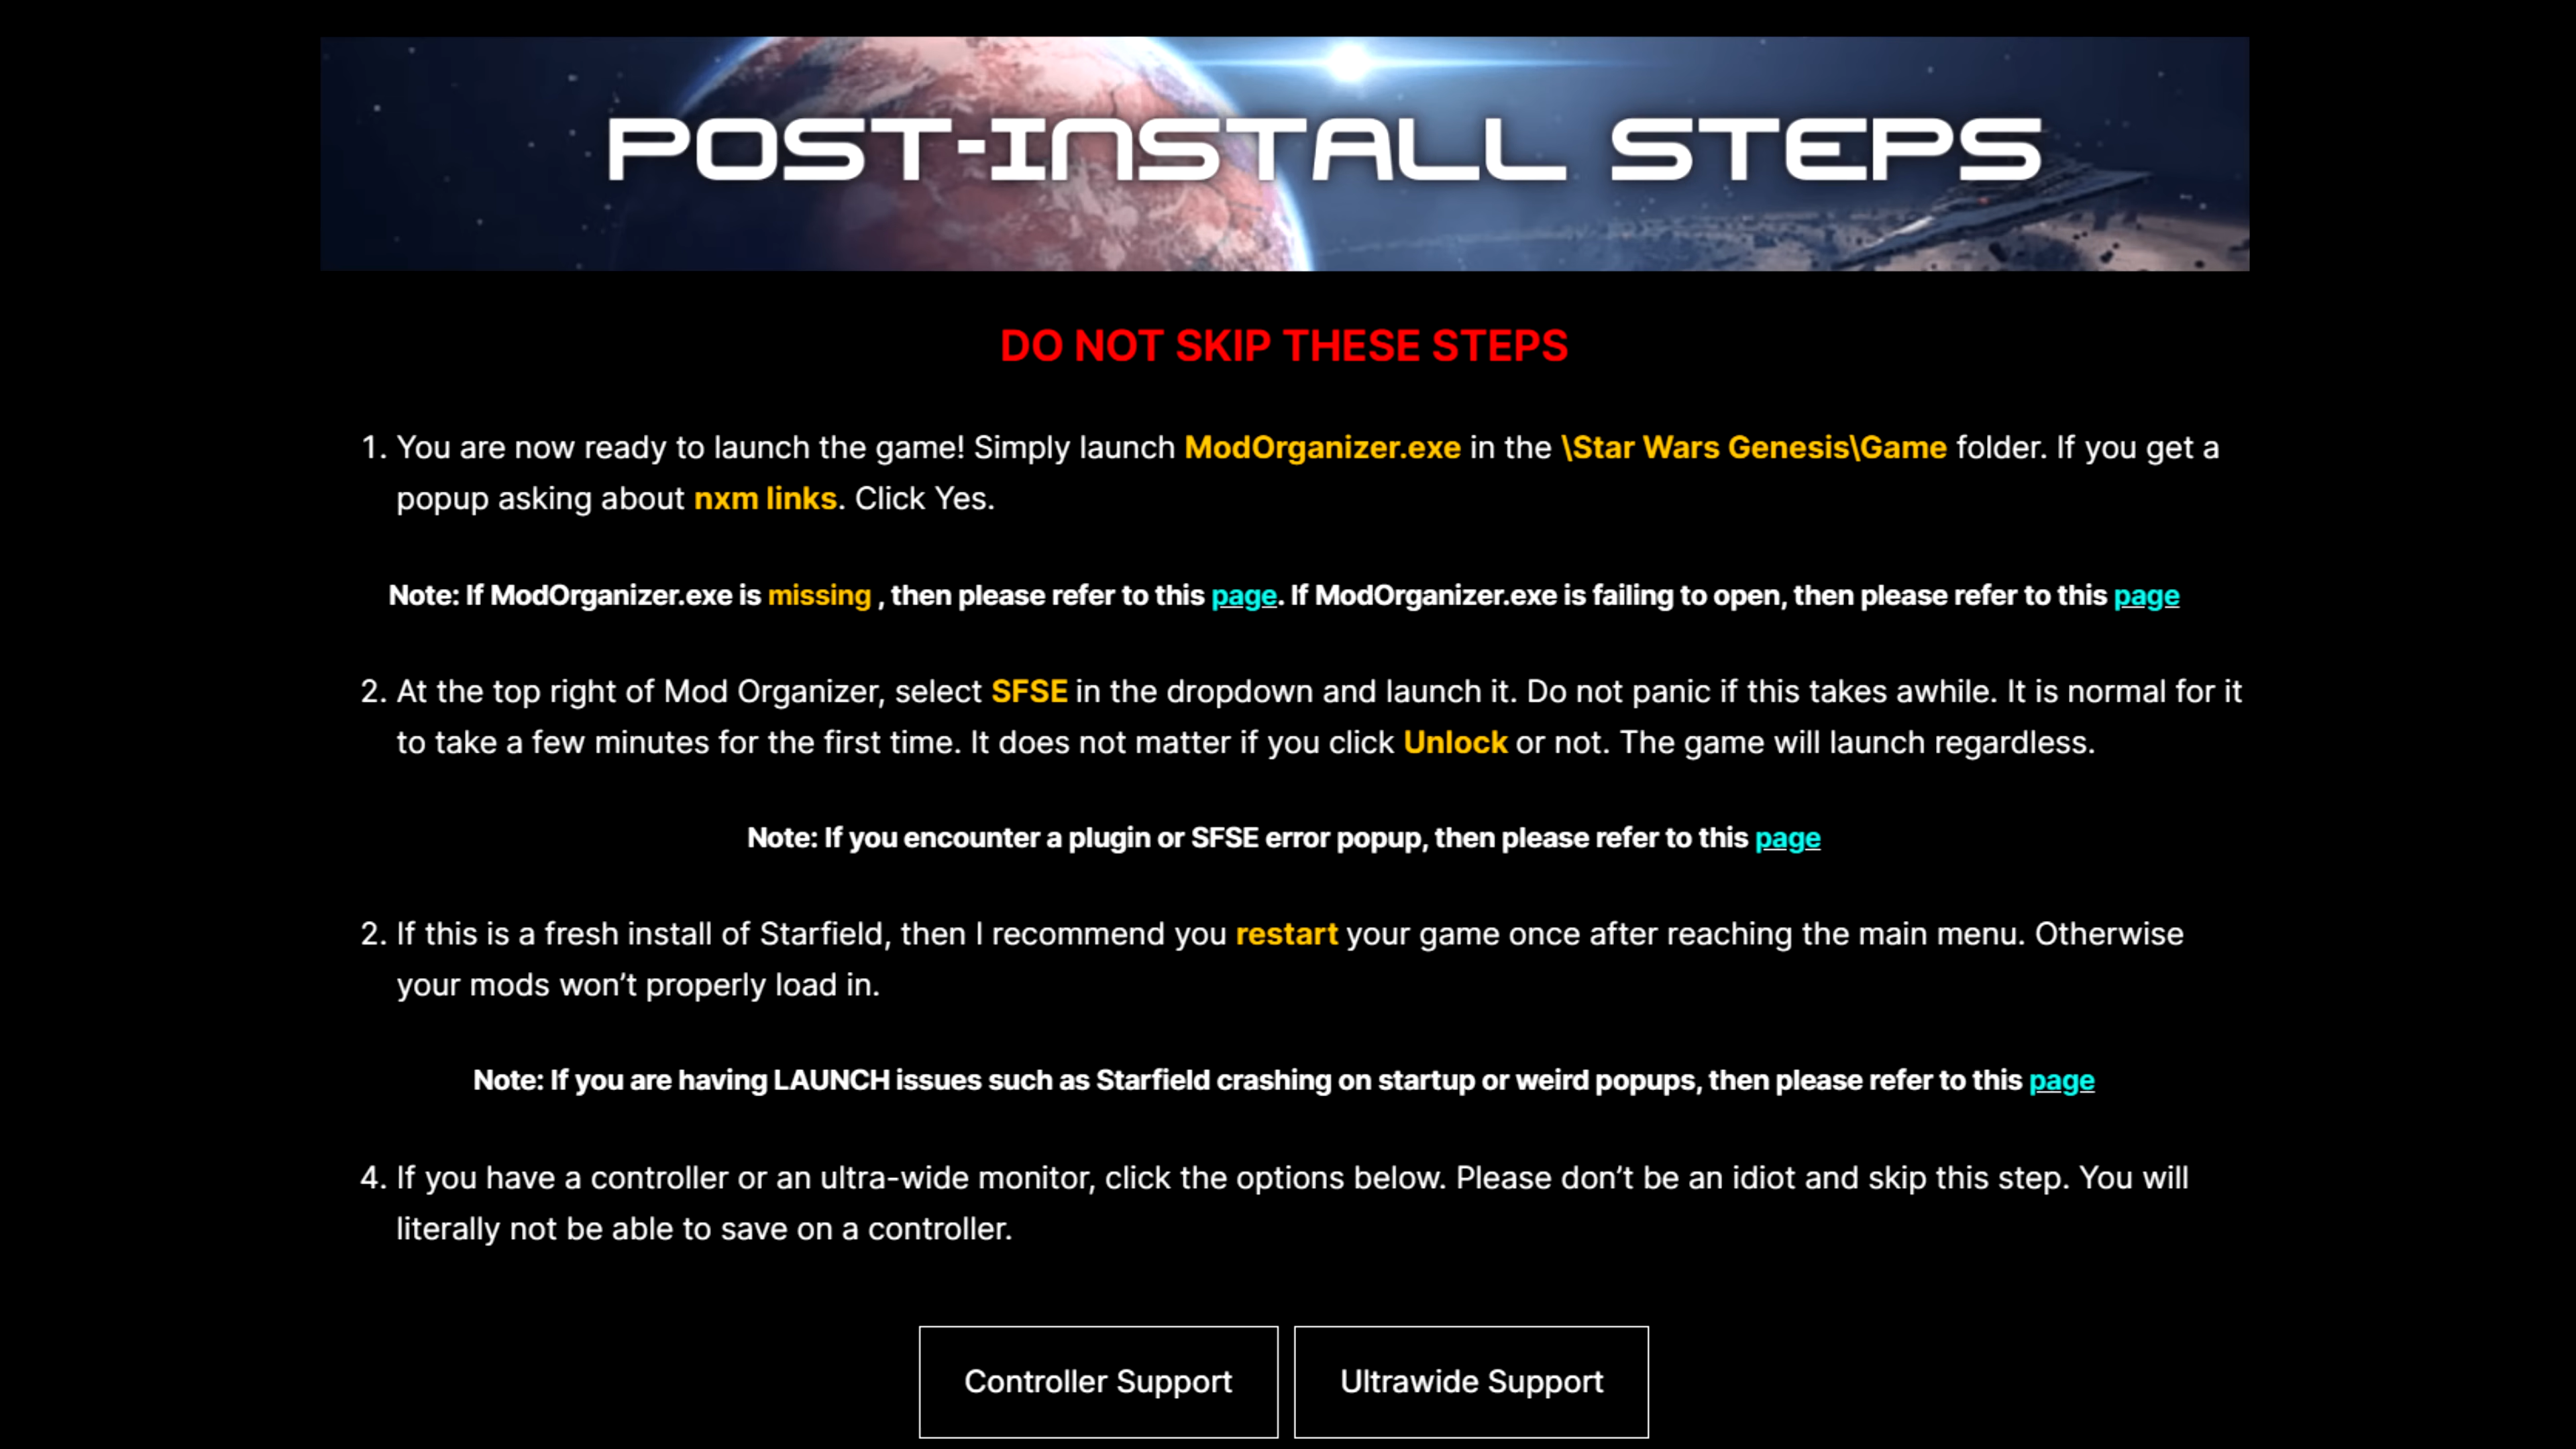 POST-INSTALL STEPS
DO NOT SKIP THESE STEPS
1. You are now ready to launch the game! Simply launch ModOrganizer.exe in the \Star Wars Genesis\Game folder. If you get a
popup asking about nxm links. Click Yes.
Note: If ModOrganizer.exe is missing , then please refer to this page. If ModOrganizer.exe is failing to open, then please refer to this page
2. At the top right of Mod Organizer, select SFSE in the dropdown and launch it. Do not panic if this takes awhile. It is normal for it
to take a few minutes for the first time. It does not matter if you click Unlock or not. The game will launch regardless.
Note: If you encounter a plugin or SFSE error popup, then please refer to this page
2. If this is a fresh install of Starfield, then I recommend you restart your game once after reaching the main menu. Otherwise
your mods won’t properly load in.
Note: If you are having LAUNCH issues such as Starfield crashing on startup or weird popups, then please refer to this page
4. If you have a controller or an ultra-wide monitor, click the options below. Please don’t be an idiot and skip this step. You will
literally not be able to save on a controller.
Controller Support
Ultrawide Support